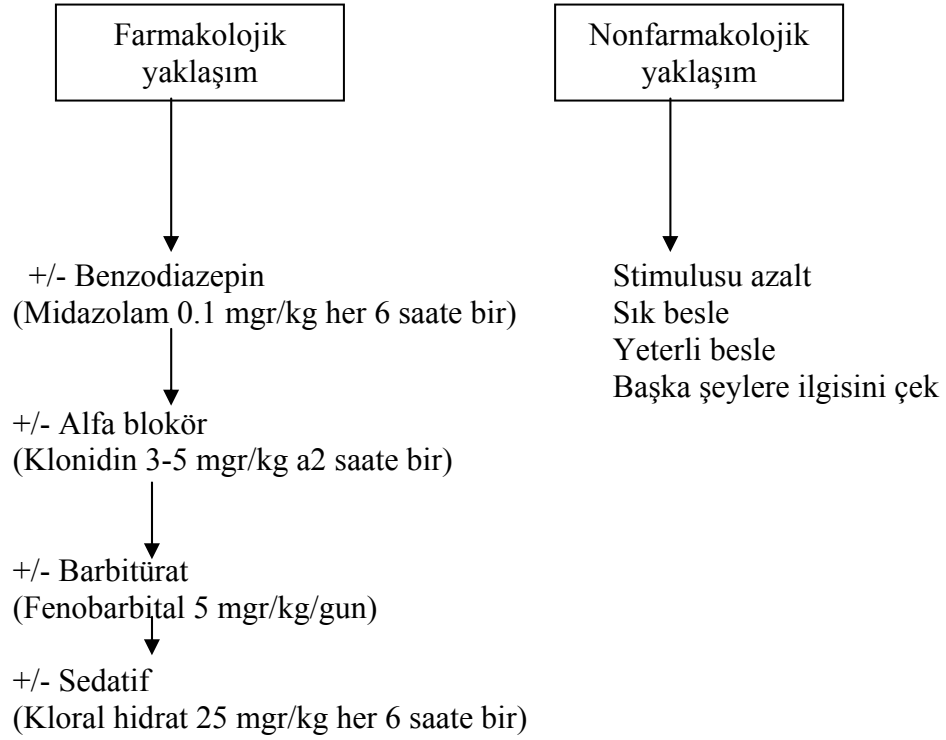 Farmakolojik
yaklaşım
Nonfarmakolojik
yaklaşım
+/- Benzodiazepin
(Midazolam 0.1 mgr/kg her 6 saate bir)
+/- Alfa blokör
(Klonidin 3-5 mgr/kg a2 saate bir)
+/- Barbitürat
(Fenobarbital 5 mgr/kg/gun)
+/- Sedatif
(Kloral hidrat 25 mgr/kg her 6 saate bir)
Stimulusu azalt
Sık besle
Yeterli besle
Başka şeylere ilgisini çek